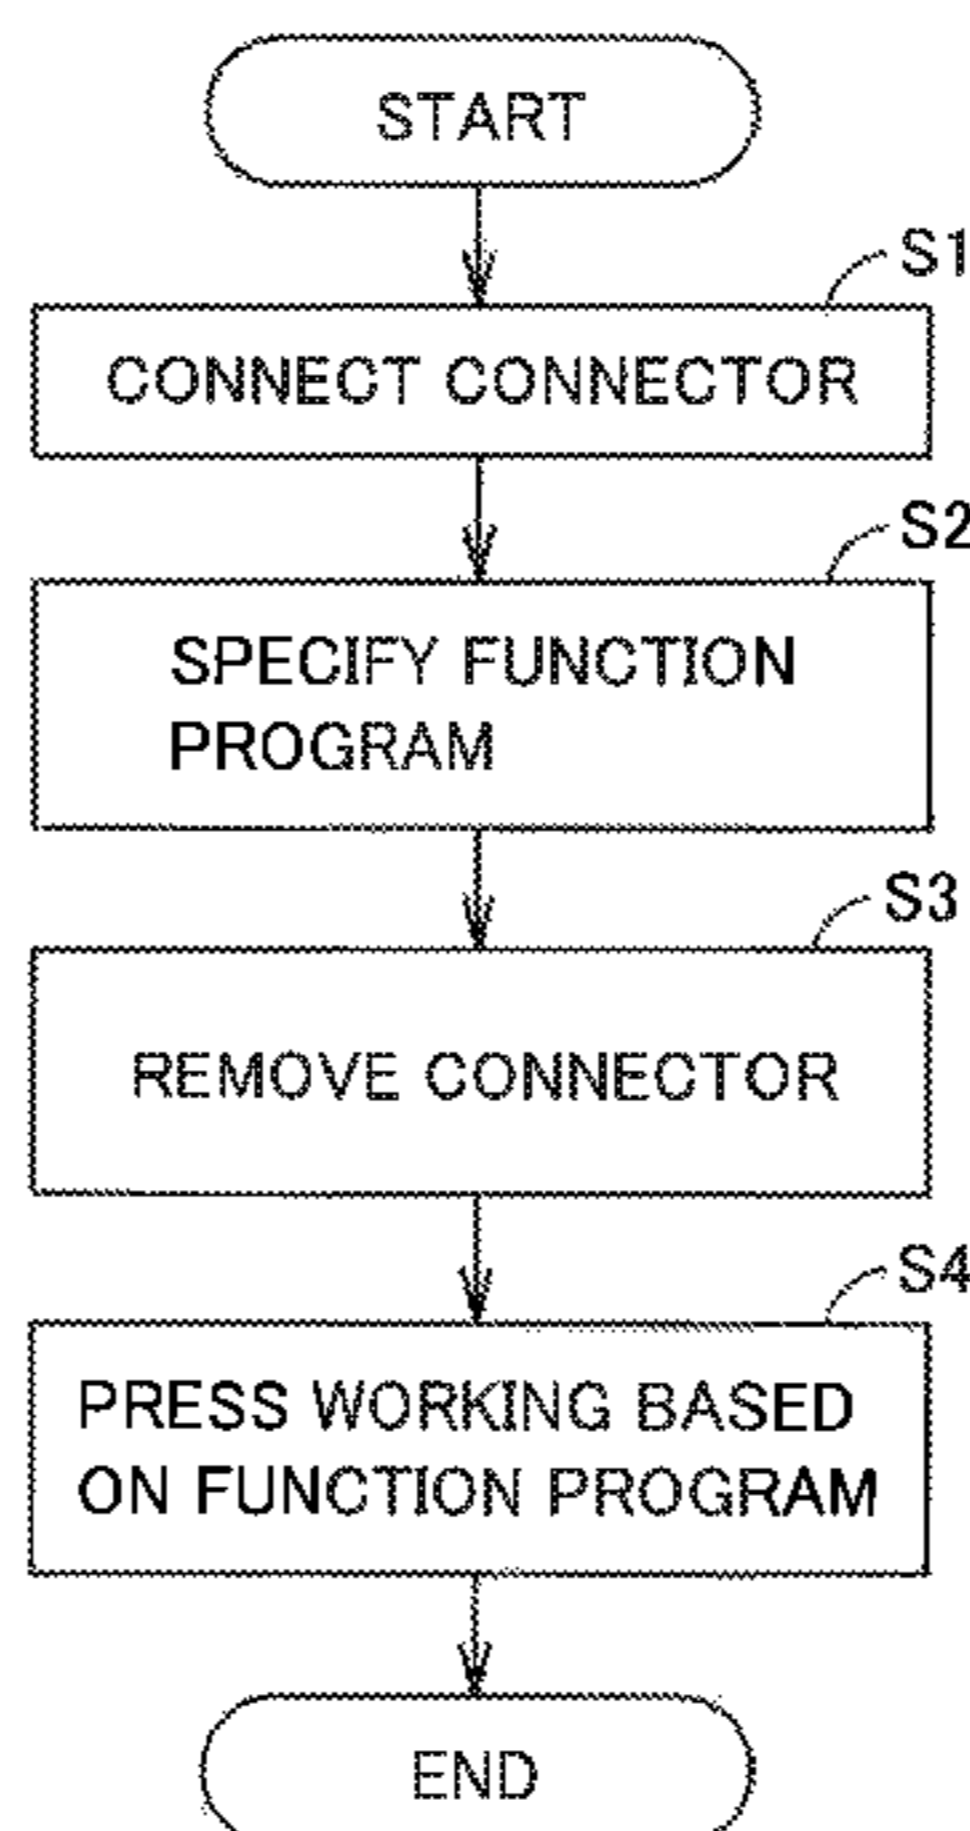 START
S1
CONNECT CONNECTOR
S2
SPECIFY FUNCTION
PROGRAM
S3
REMOVE CONNECTOR
S4
PRESS WORKING BASED
ON FUNCTION PROGRAM
END